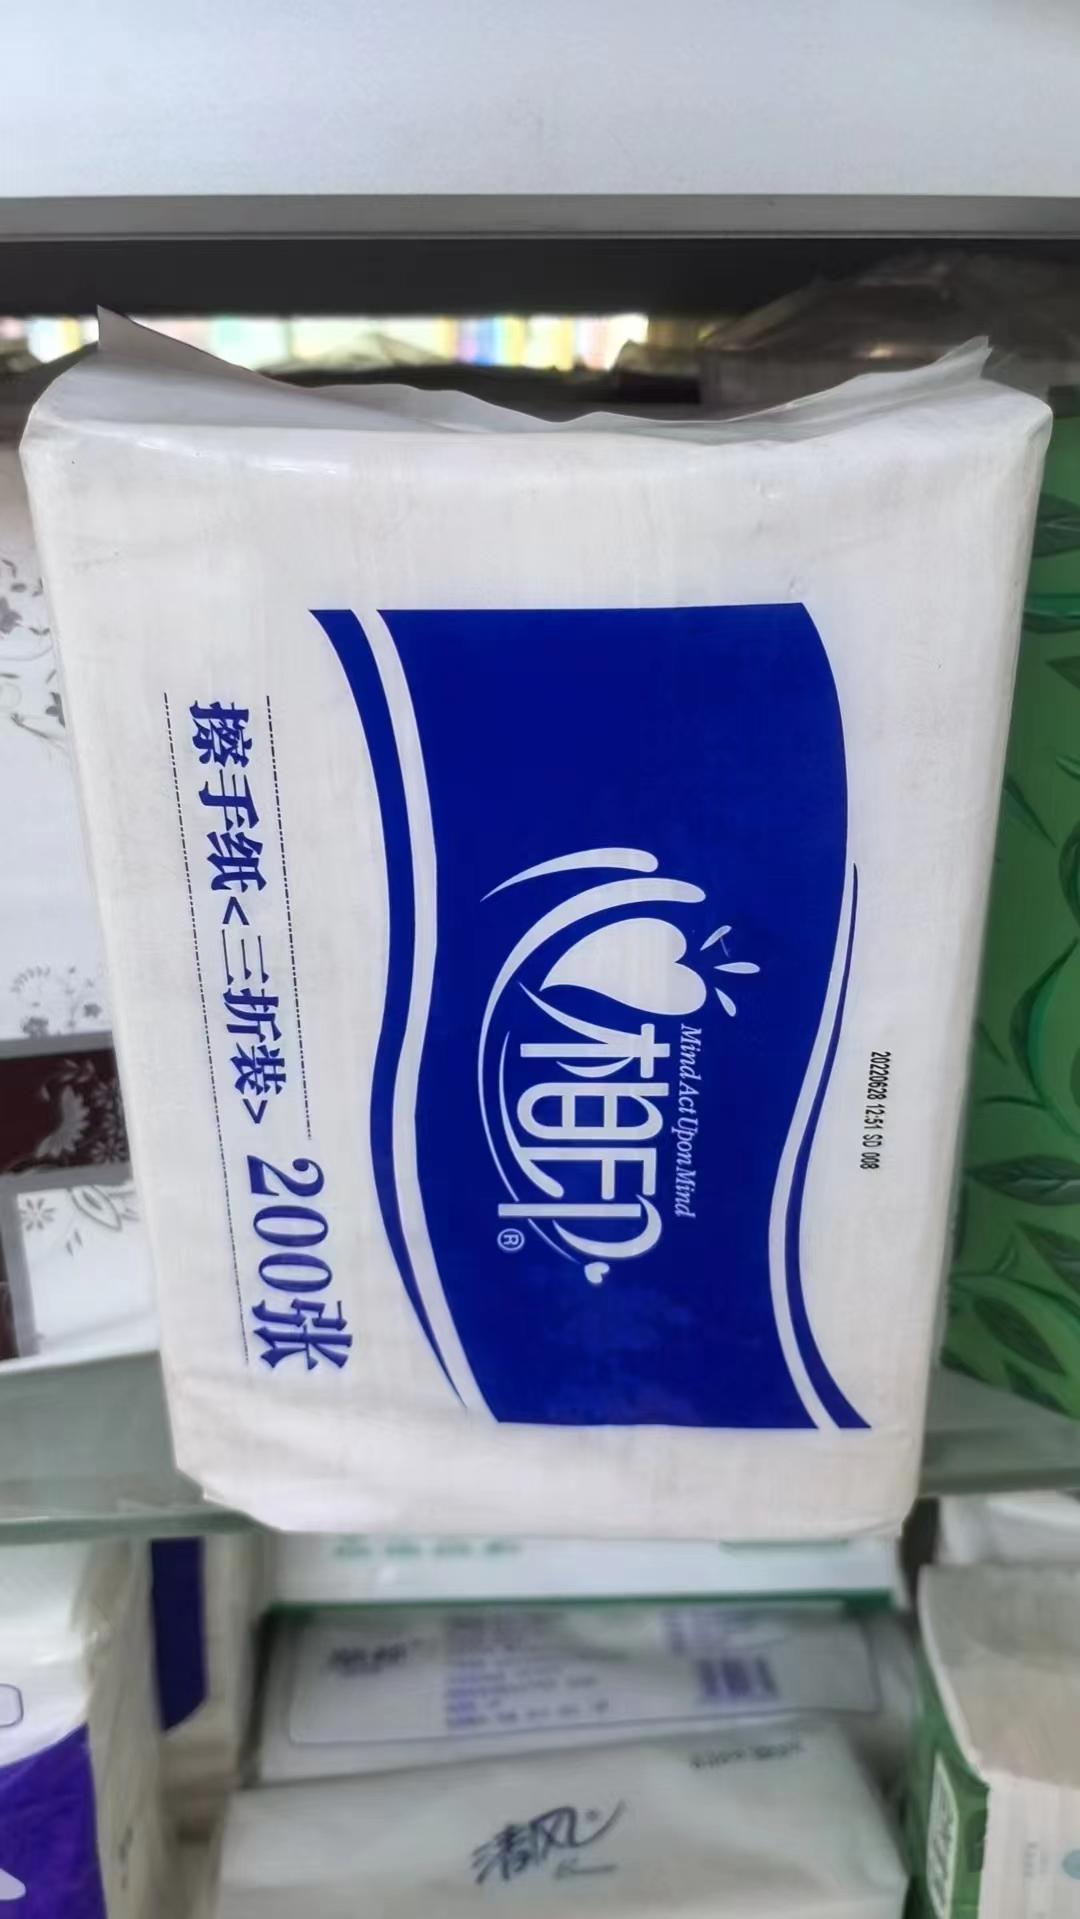 20220628 12:51 SD 008
Mind Act Upon Mind
心相印®
擦手纸<三折装> 200张
清风®